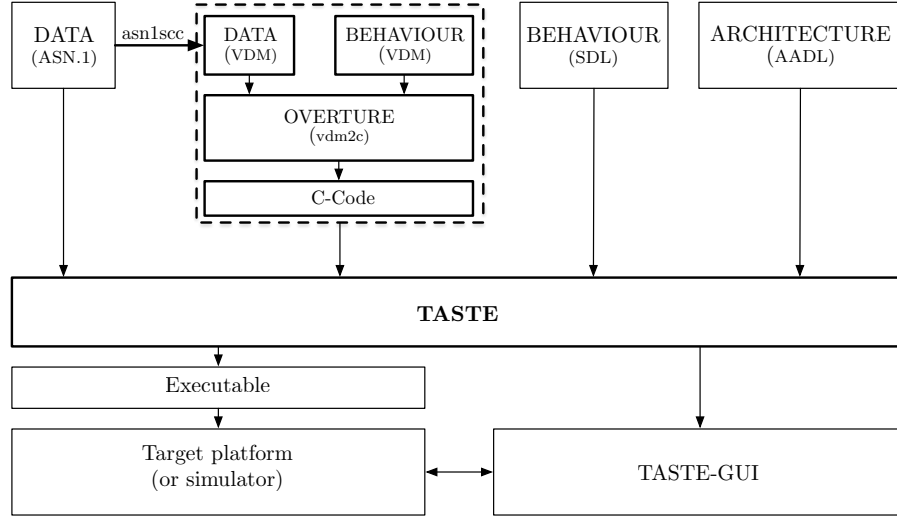 DATA
(ASN.1)
asn1scc
DATA
(VDM)
BEHAVIOUR
(VDM)
BEHAVIOUR
(SDL)
ARCHITECTURE
(AADL)
OVERTURE
(vdm2c)
C-Code
TASTE
Executable
Target platform
(or simulator)
TASTE-GUI